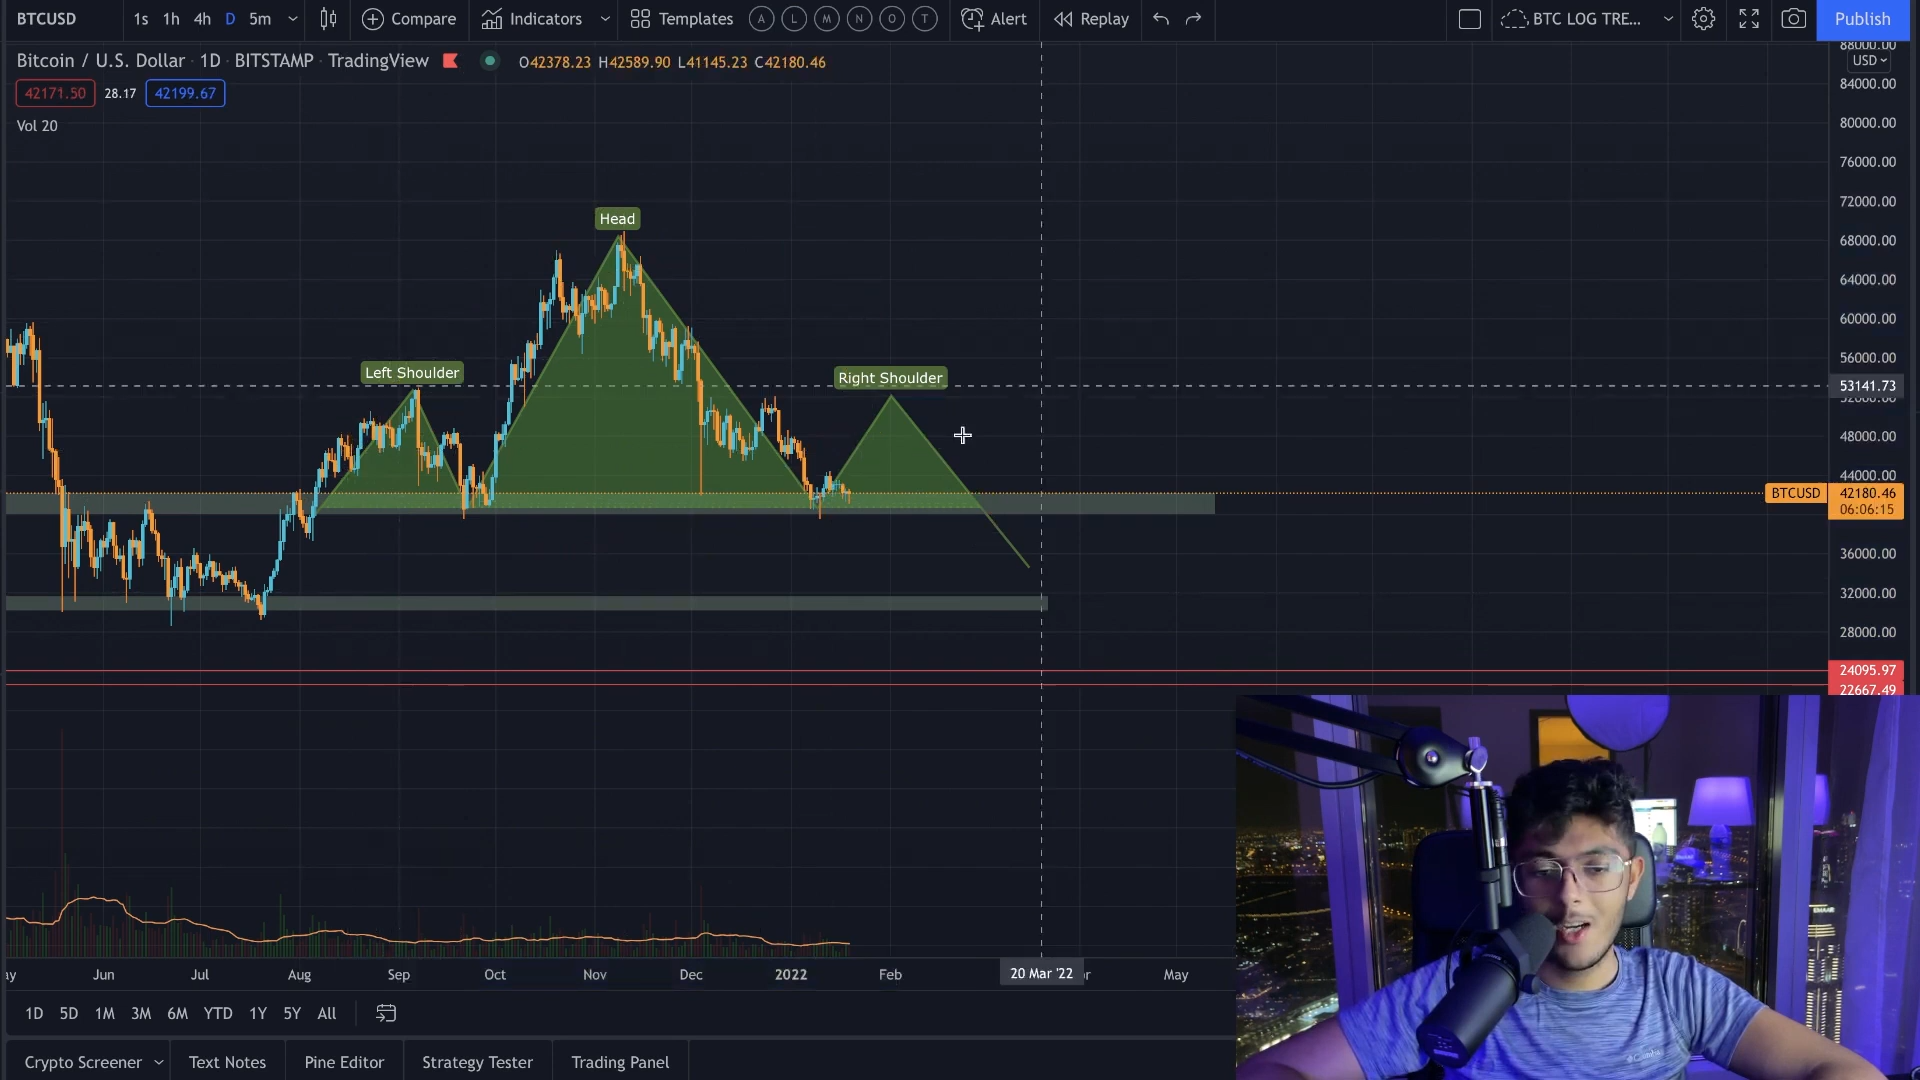 BTCUSD 1s 1h 4h D 5m Compare Indicators Templates A L M N O T Alert Replay BTC LOG TRE... Publish
Bitcoin / U.S. Dollar · 1D · BITSTAMP · TradingView O42378.23 H42589.90 L41145.23 C42180.46
42171.50 28.17 42199.67
Vol 20
88000.00
USD
84000.00
80000.00
76000.00
72000.00
68000.00
64000.00
60000.00
56000.00
53141.73
52000.00
48000.00
44000.00
BTCUSD 42180.46
06:06:15
36000.00
32000.00
28000.00
24095.97
22667.49
Head
Left Shoulder
Right Shoulder
ay Jun Jul Aug Sep Oct Nov Dec 2022 Feb 20 Mar '22 r May
1D 5D 1M 3M 6M YTD 1Y 5Y All
Crypto Screener Text Notes Pine Editor Strategy Tester Trading Panel